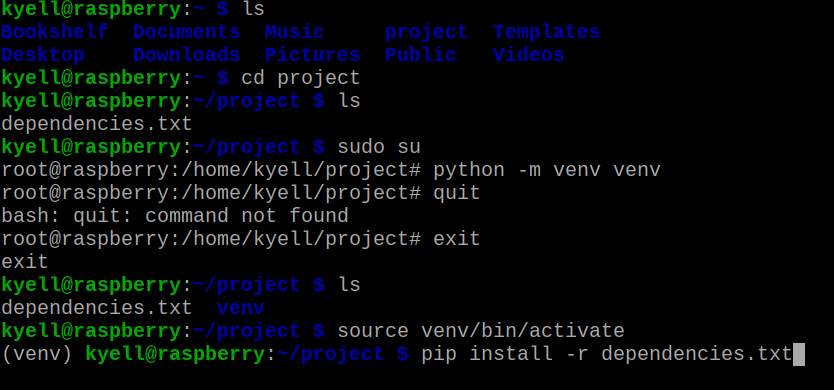 kyell@raspberry:~ $ ls
Bookshelf  Documents  Music     project  Templates
Desktop    Downloads  Pictures  Public   Videos
kyell@raspberry:~ $ cd project
kyell@raspberry:~/project $ ls
dependencies.txt
kyell@raspberry:~/project $ sudo su
root@raspberry:/home/kyell/project# python -m venv venv
root@raspberry:/home/kyell/project# quit
bash: quit: command not found
root@raspberry:/home/kyell/project# exit
exit
kyell@raspberry:~/project $ ls
dependencies.txt  venv
kyell@raspberry:~/project $ source venv/bin/activate
(venv) kyell@raspberry:~/project $ pip install -r dependencies.txt